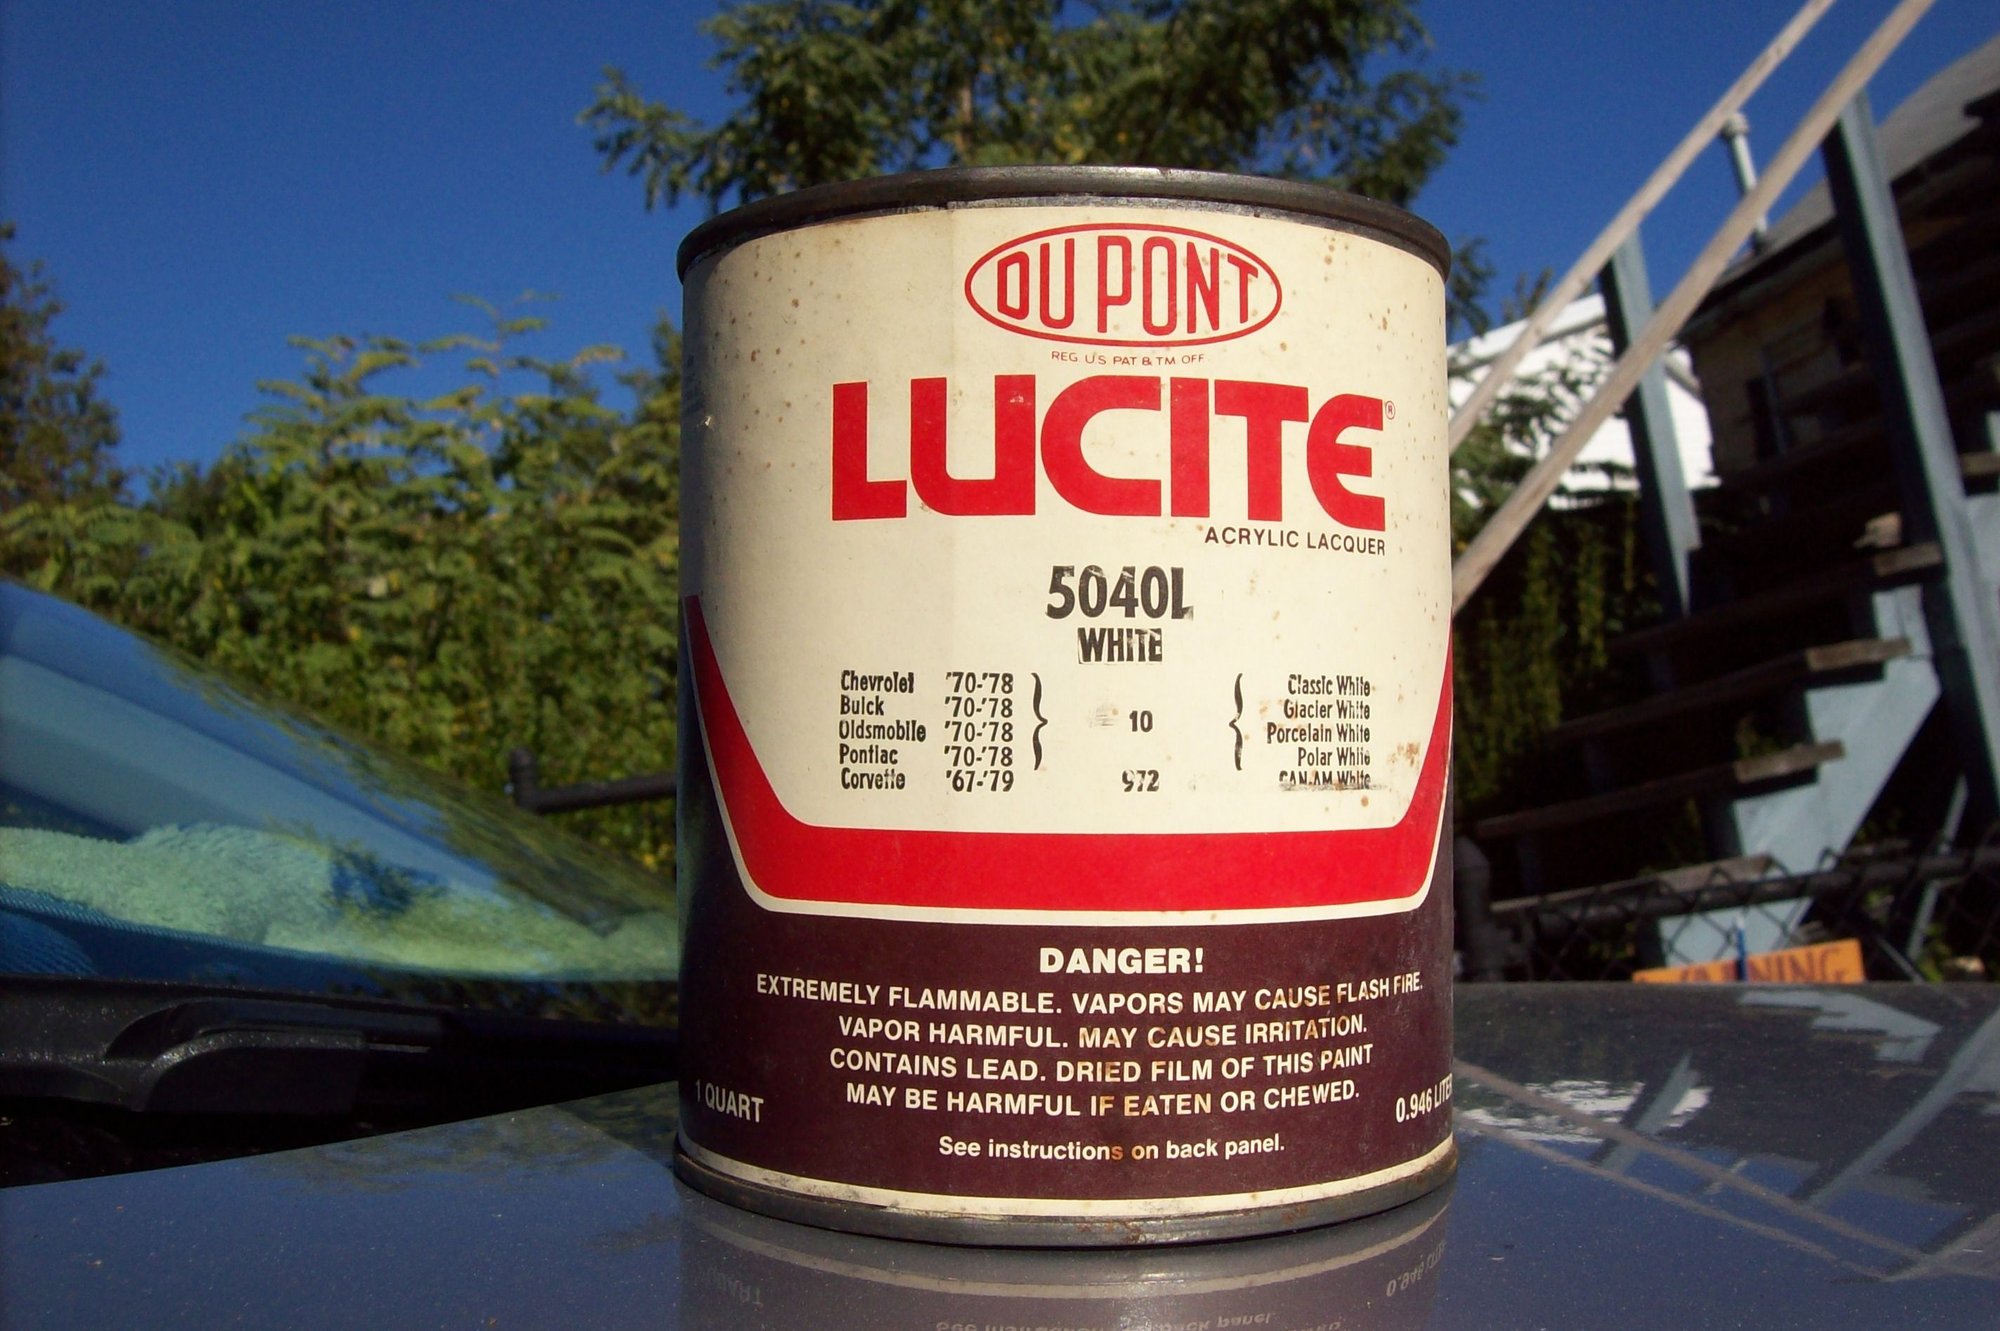 DU PONT
REG. U.S. PAT & TM OFF.
LUCITE®
ACRYLIC LACQUER
5040L
WHITE
Chevrolet '70-'78 Classic White
Buick '70-'78 Glacier White
10
Oldsmobile '70-'78 Porcelain White
Pontiac '70-'78 Polar White
Corvette '67-'79 972 CAN-AM White
DANGER!
EXTREMELY FLAMMABLE. VAPORS MAY CAUSE FLASH FIRE.
VAPOR HARMFUL. MAY CAUSE IRRITATION.
CONTAINS LEAD. DRIED FILM OF THIS PAINT
MAY BE HARMFUL IF EATEN OR CHEWED.
1 QUART
0.946 LITER
See instructions on back panel.
WARNING